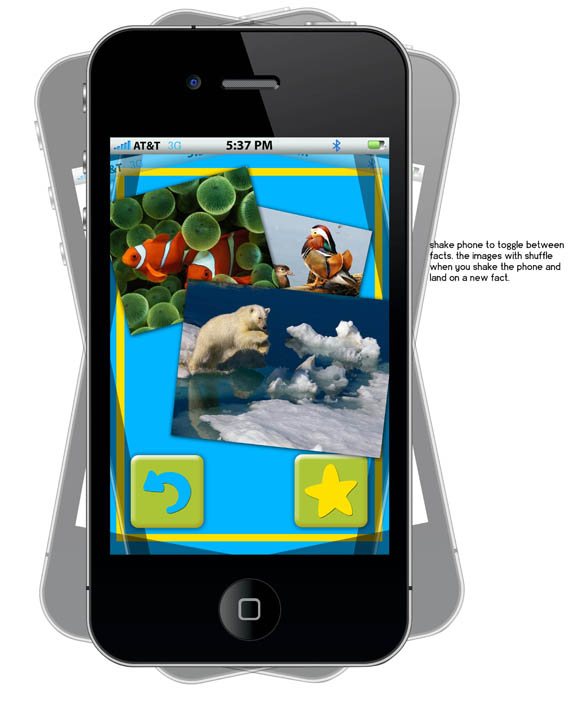 AT&T 3G 5:37 PM
&T 3G
shake phone to toggle between
facts. the images with shuffle
when you shake the phone and
land on a new fact.